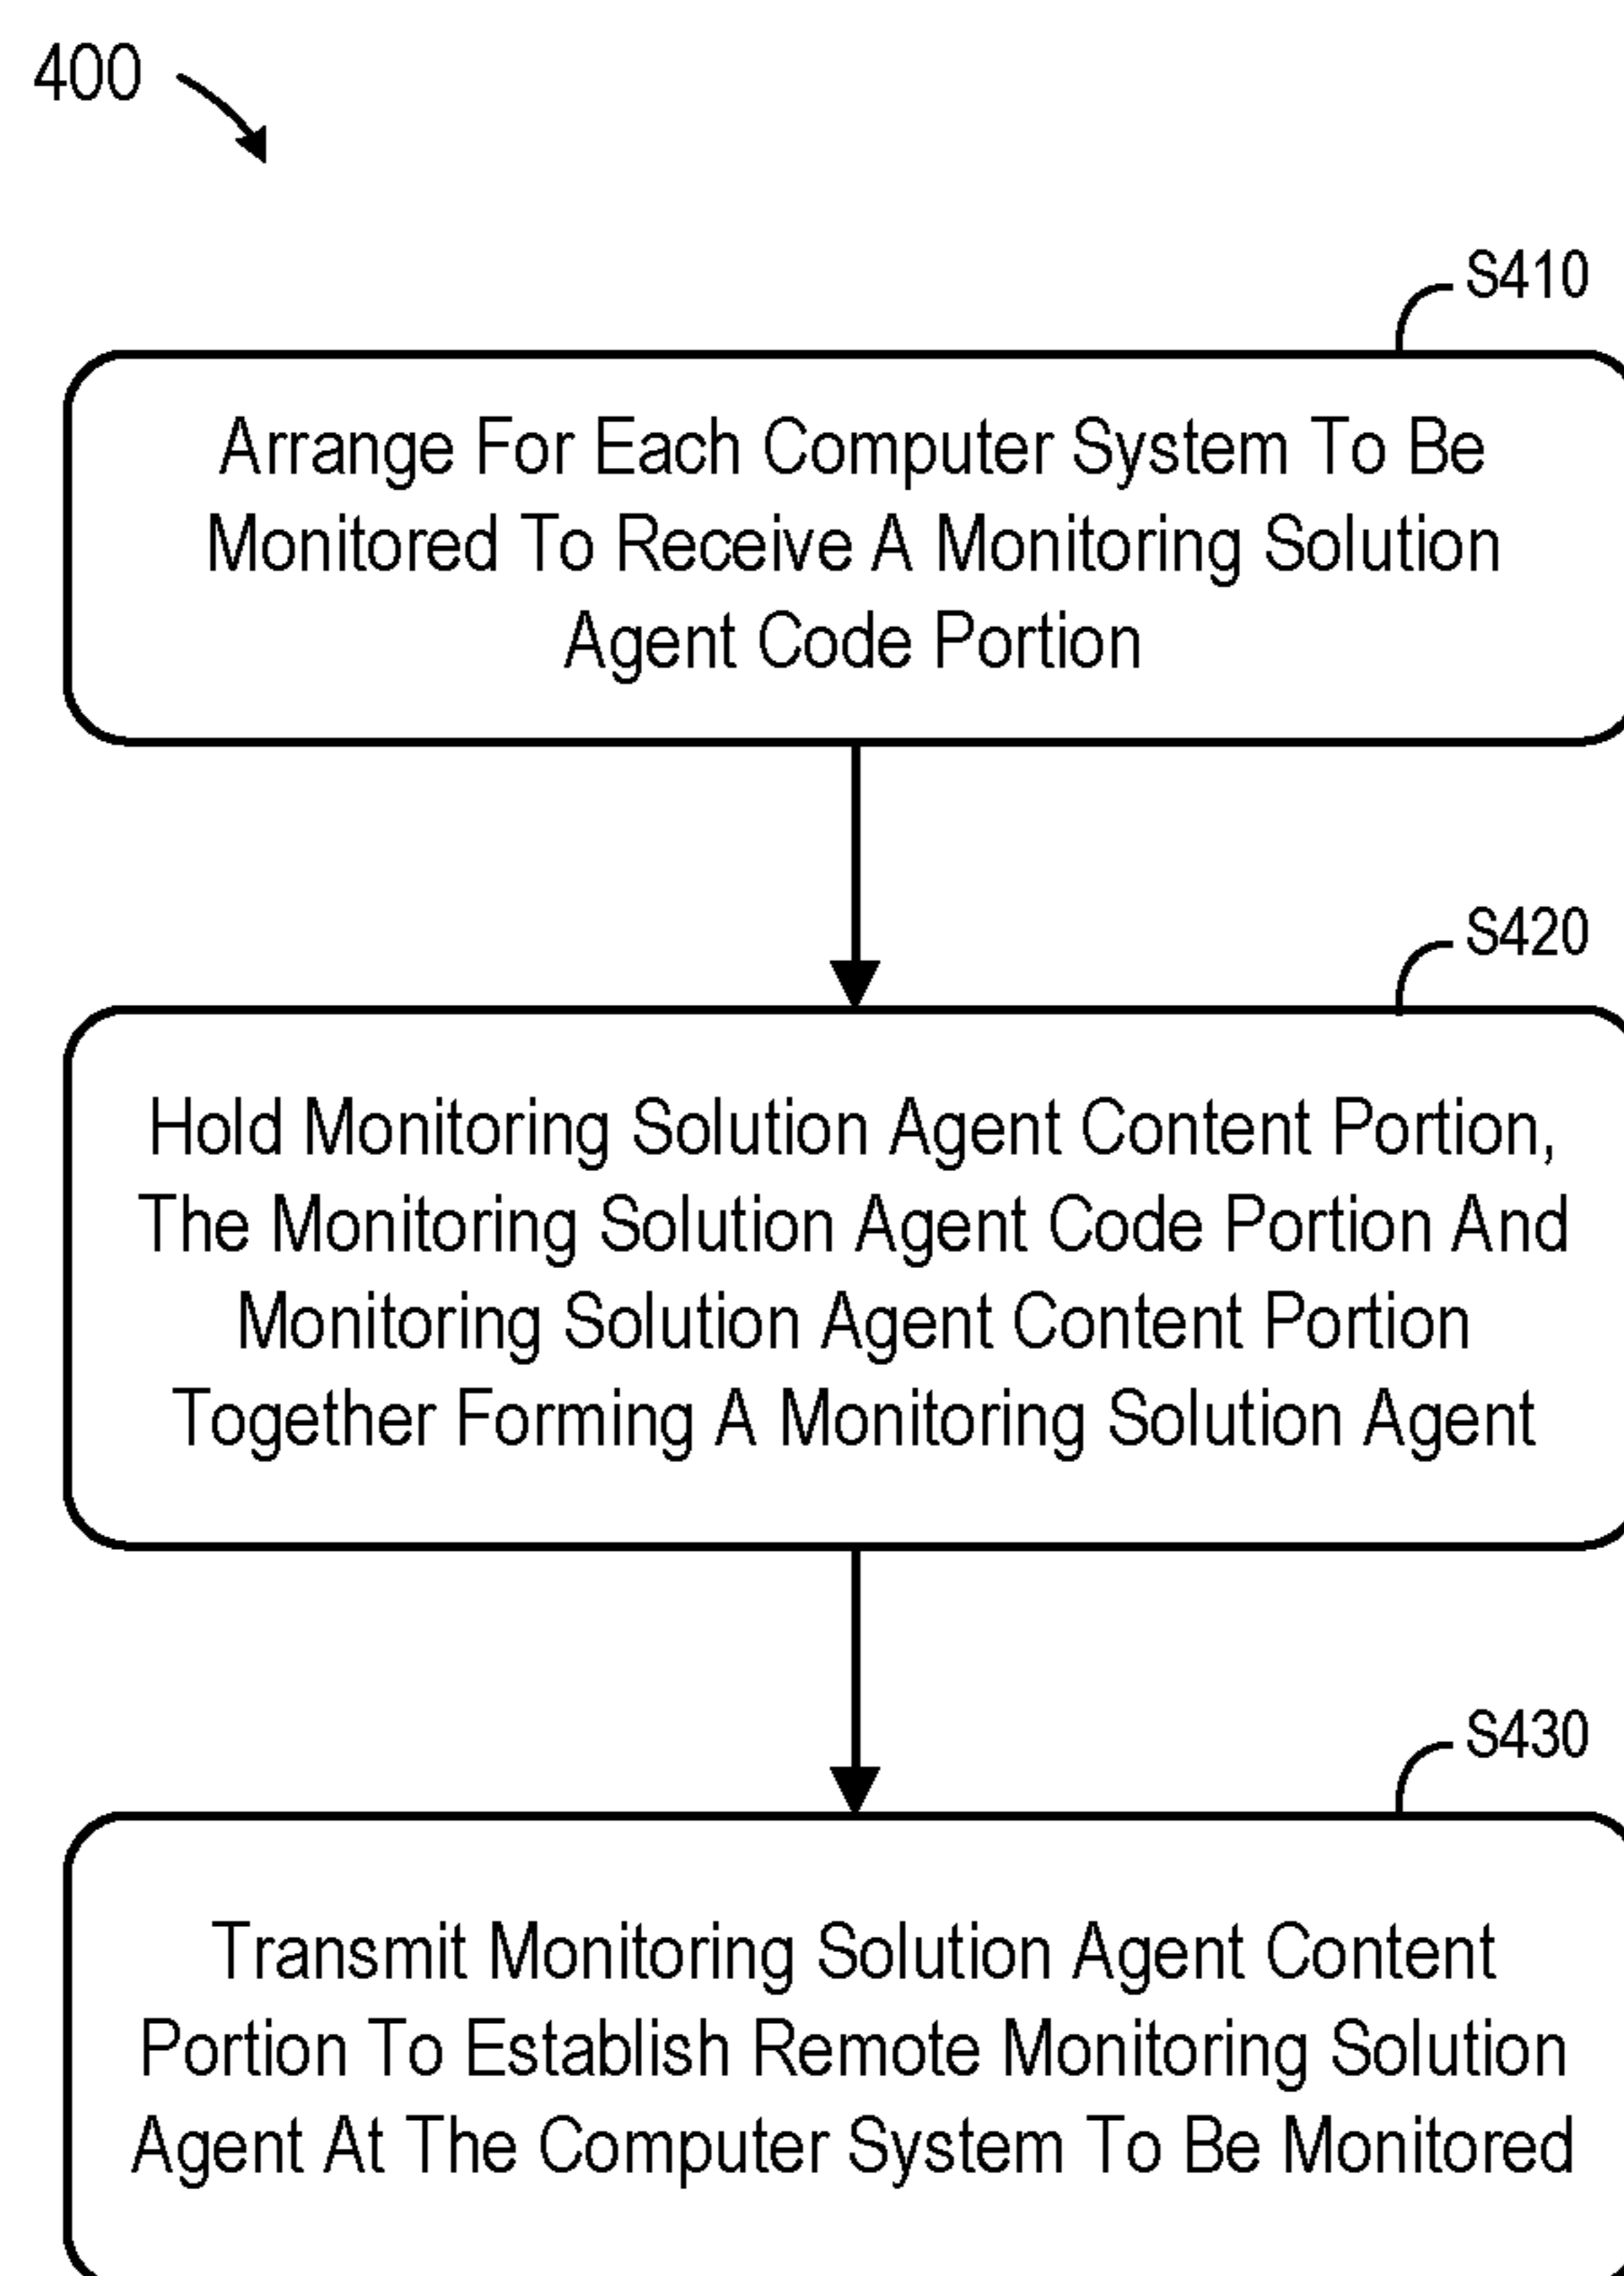 400
S410
Arrange For Each Computer System To Be
Monitored To Receive A Monitoring Solution
Agent Code Portion
S420
Hold Monitoring Solution Agent Content Portion,
The Monitoring Solution Agent Code Portion And
Monitoring Solution Agent Content Portion
Together Forming A Monitoring Solution Agent
S430
Transmit Monitoring Solution Agent Content
Portion To Establish Remote Monitoring Solution
Agent At The Computer System To Be Monitored